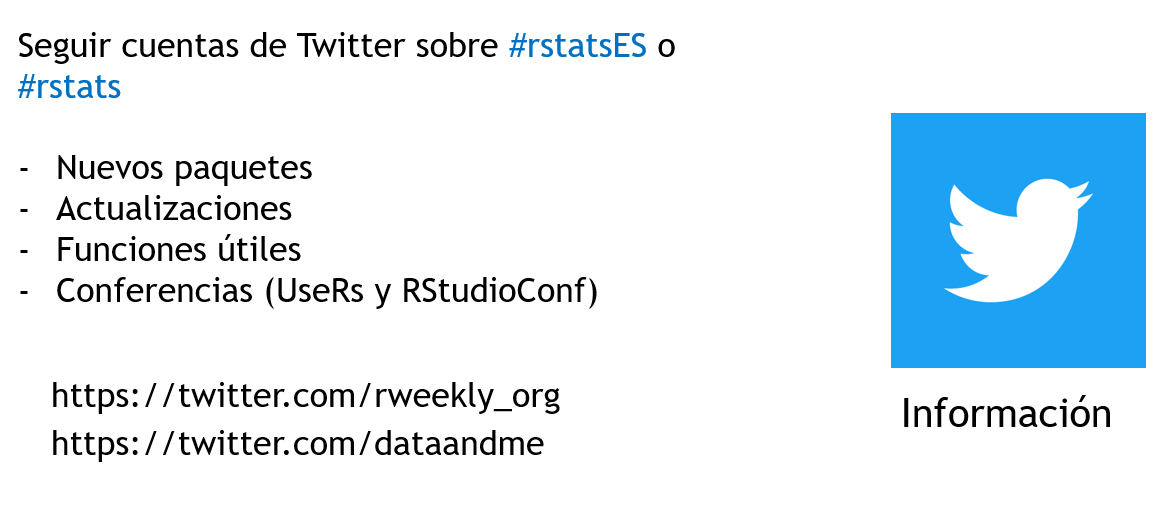 Seguir cuentas de Twitter sobre #rstatsES o
#rstats
- Nuevos paquetes
- Actualizaciones
- Funciones útiles
- Conferencias (UseRs y RStudioConf)
https://twitter.com/rweekly_org
https://twitter.com/dataandme
Información